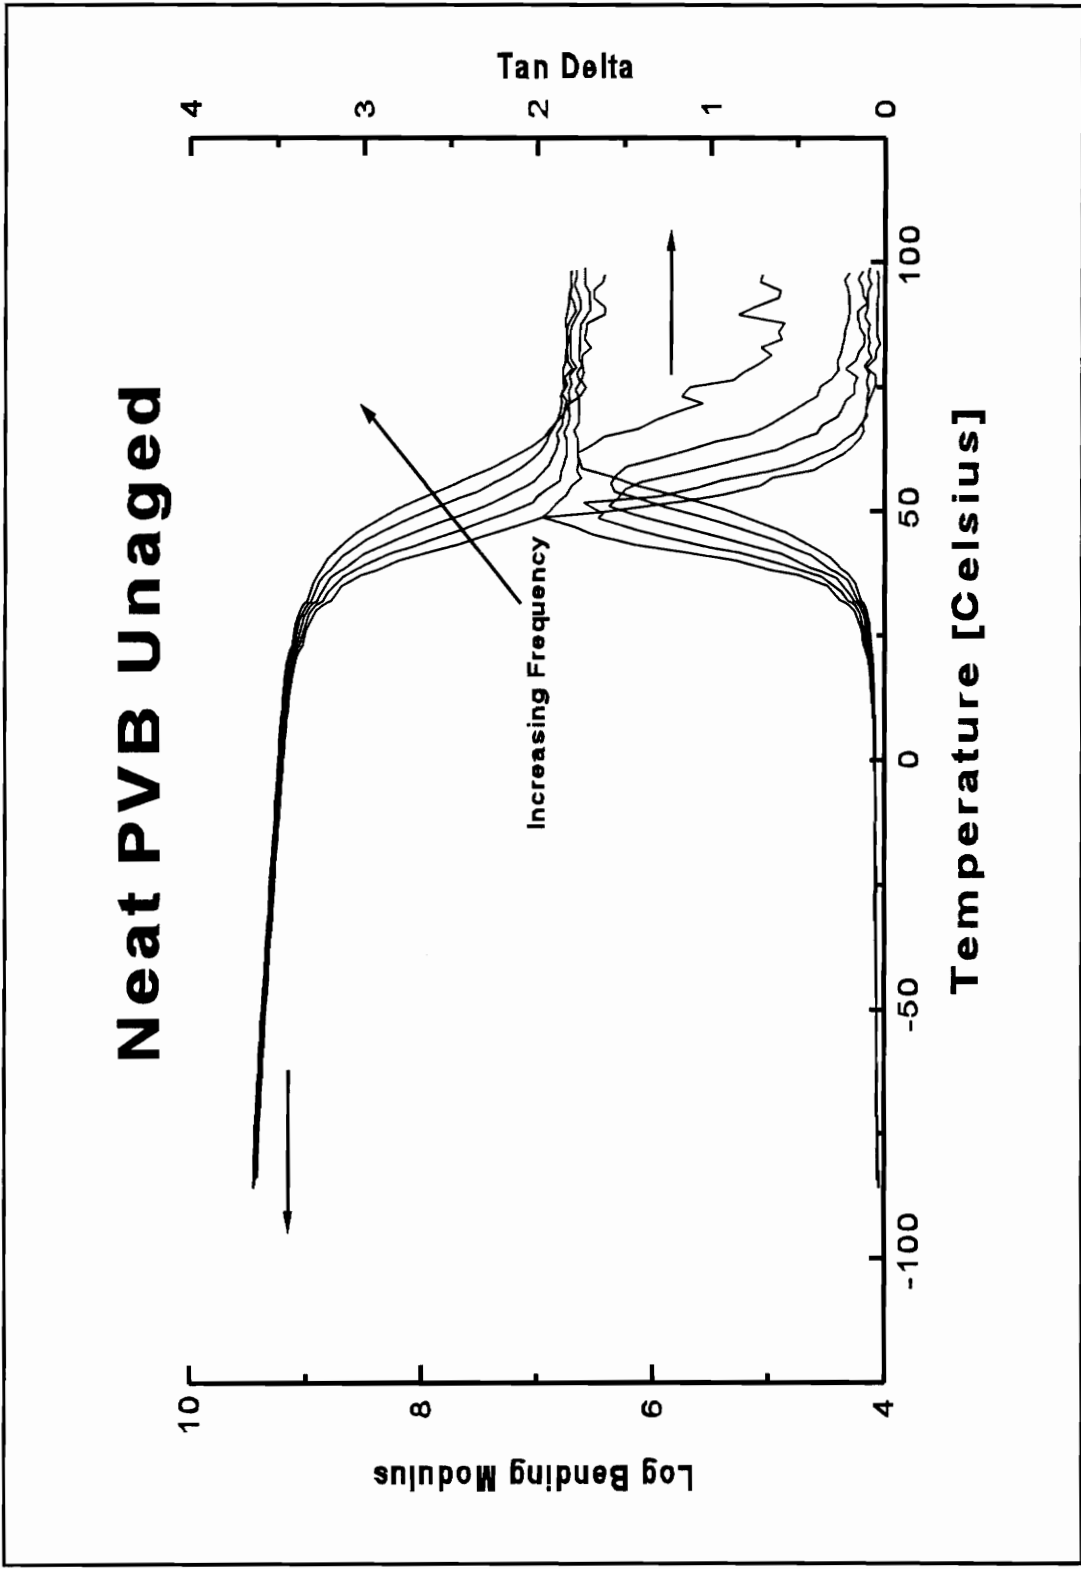 Neat PVB Unaged
Log Bending Modulus
10
8
6
4
Tan Delta
4
3
2
1
0
Increasing Frequency
-100
-50
0
50
100
Temperature [Celsius]